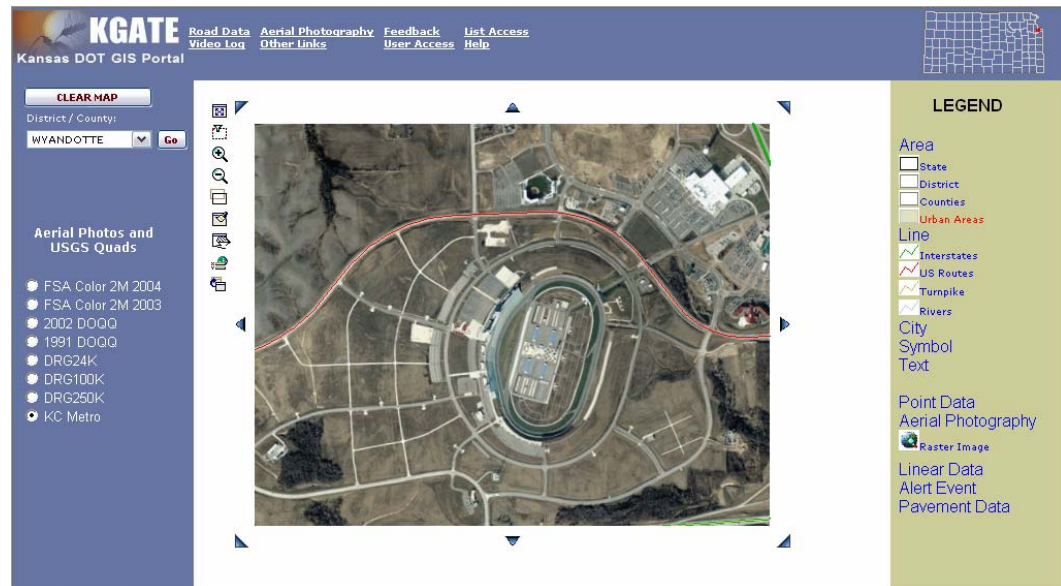 KGATE
Kansas DOT GIS Portal
Road Data Aerial Photography Feedback List Access
Video Log Other Links User Access Help
CLEAR MAP
District / County:
WYANDOTTE Go
Aerial Photos and
USGS Quads
FSA Color 2M 2004
FSA Color 2M 2003
2002 DOQQ
1991 DOQQ
DRG24K
DRG100K
DRG250K
KC Metro
LEGEND
Area
State
District
Counties
Urban Areas
Line
Interstates
US Routes
Turnpike
Rivers
City
Symbol
Text
Point Data
Aerial Photography
Raster Image
Linear Data
Alert Event
Pavement Data